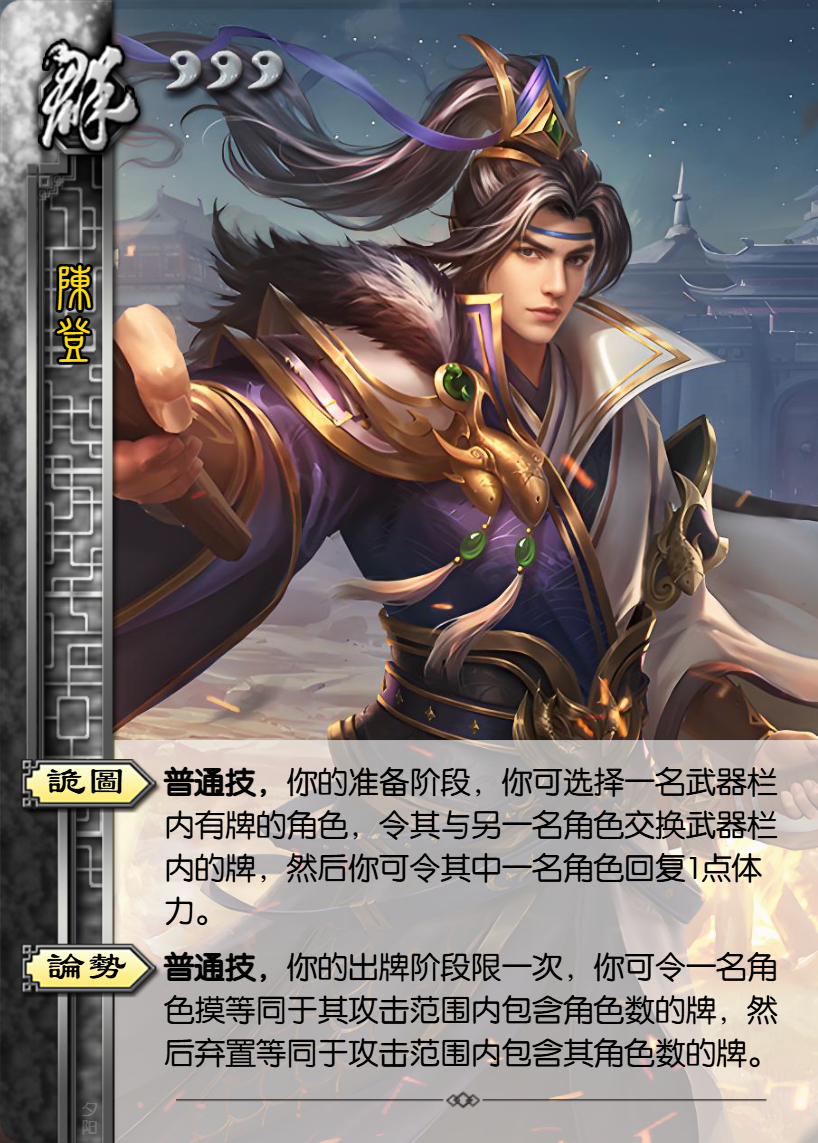 群
陳登
詭圖
普通技，你的准备阶段，你可选择一名武器栏
内有牌的角色，令其与另一名角色交换武器栏
内的牌，然后你可令其中一名角色回复1点体
力。
論勢
普通技，你的出牌阶段限一次，你可令一名角
色摸等同于其攻击范围内包含角色数的牌，然
后弃置等同于攻击范围内包含其角色数的牌。
夕阳